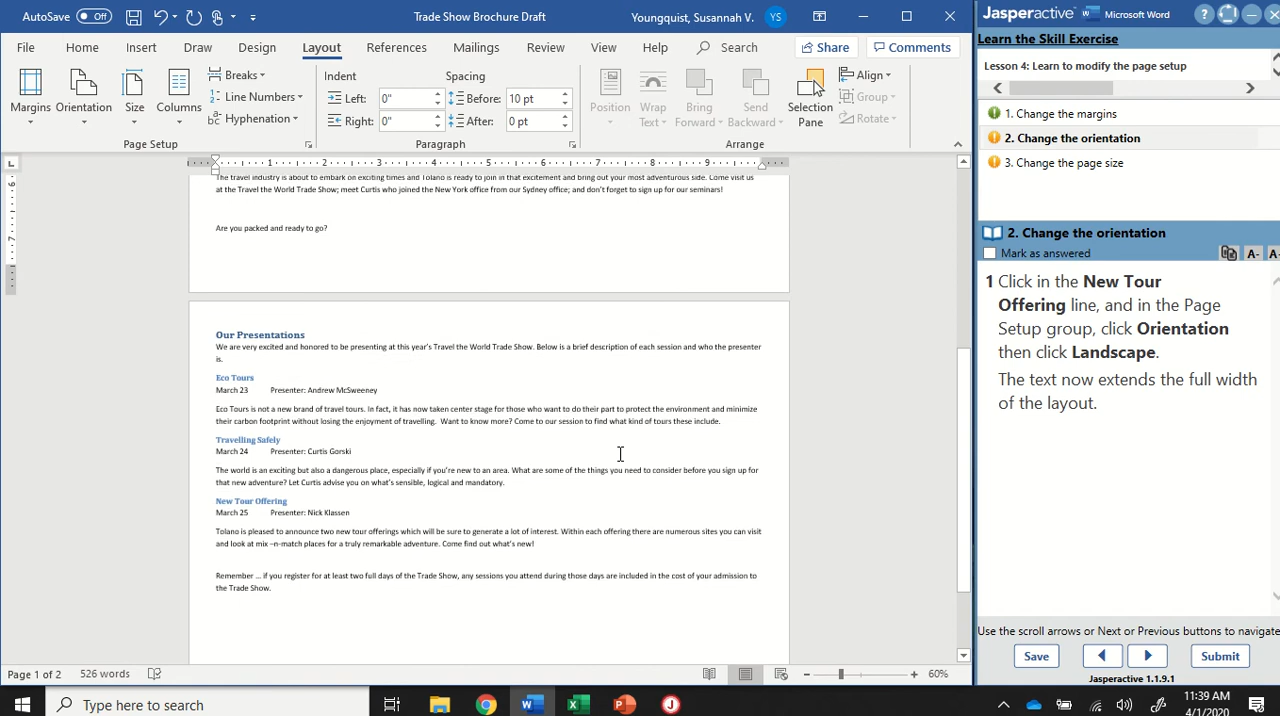 AutoSave Off
Trade Show Brochure Draft
Youngquist, Samantha V.
YS
File Home Insert Draw Design Layout References Mailings Review View Help Search
Share Comments
Margins Orientation Size Columns
Breaks
Line Numbers
Hyphenation
Indent
Left: 0"
Right: 0"
Spacing
Before: 10 pt
After: 0 pt
Position
Wrap Text
Bring Forward
Send Backward
Selection Pane
Align
Group
Rotate
Page Setup Paragraph Arrange
L 1 2 3 4 5 6 7 8 9
6
7
The travel industry is about to embark on exciting times and Tolano is ready to join in that excitement and bring out your most adventurous side. Come visit us
at the Travel the World Trade Show; meet Curtis who joined the New York office from our Sydney office; and don't forget to sign up for our seminars!
Are you packed and ready to go?
Our Presentations
We are very excited and honored to be presenting at this year's Travel the World Trade Show. Below is a brief description of each session and who the presenter
is.
Eco Tours
March 23 Presenter: Andrew McSweeney
Eco Tours is not a new brand of travel tours. In fact, it has now taken center stage for those who want to do their part to protect the environment and minimize
their carbon footprint without losing the enjoyment of travelling. Want to know more? Come to our session to find what kind of tours these include.
Travelling Safely
March 24 Presenter: Curtis Gorski
The world is an exciting but also a dangerous place, especially if you're new to an area. What are some of the things you need to consider before you sign up for
that new adventure? Let Curtis advise you on what's sensible, logical and mandatory.
New Tour Offering
March 25 Presenter: Nick Klassen
Tolano is pleased to announce two new tour offerings which will be sure to generate a lot of interest. Within each offering there are numerous sites you can visit
and look at mix –n-match places for a truly remarkable adventure. Come find out what's new!
Remember … if you register for at least two full days of the Trade Show, any sessions you attend during those days are included in the cost of your admission to
the Trade Show.
Page 1 of 2 526 words
60%
Jasperactive
Learn the Skill Exercise
Lesson 4: Learn to modify the page setup
1. Change the margins
2. Change the orientation
3. Change the page size
2. Change the orientation
Mark as answered
A- A-
1 Click in the New Tour
Offering line, and in the Page
Setup group, click Orientation
then click Landscape.
The text now extends the full width
of the layout.
Use the scroll arrows or Next or Previous buttons to navigate
Save Submit
Jasperactive 1.1.9.1
Type here to search
11:39 AM
4/1/2020